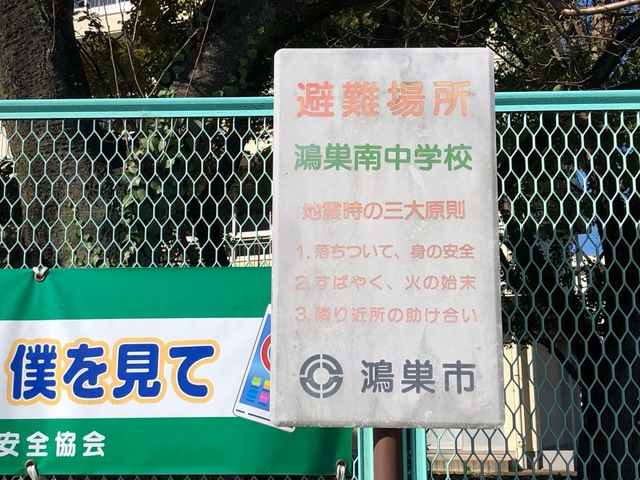 避難場所
鴻巣南中学校
地震時の三大原則
1. 落ちついて、身の安全
2. すばやく、火の始末
3. 隣り近所の助け合い
鴻巣市
僕を見て
安全協会